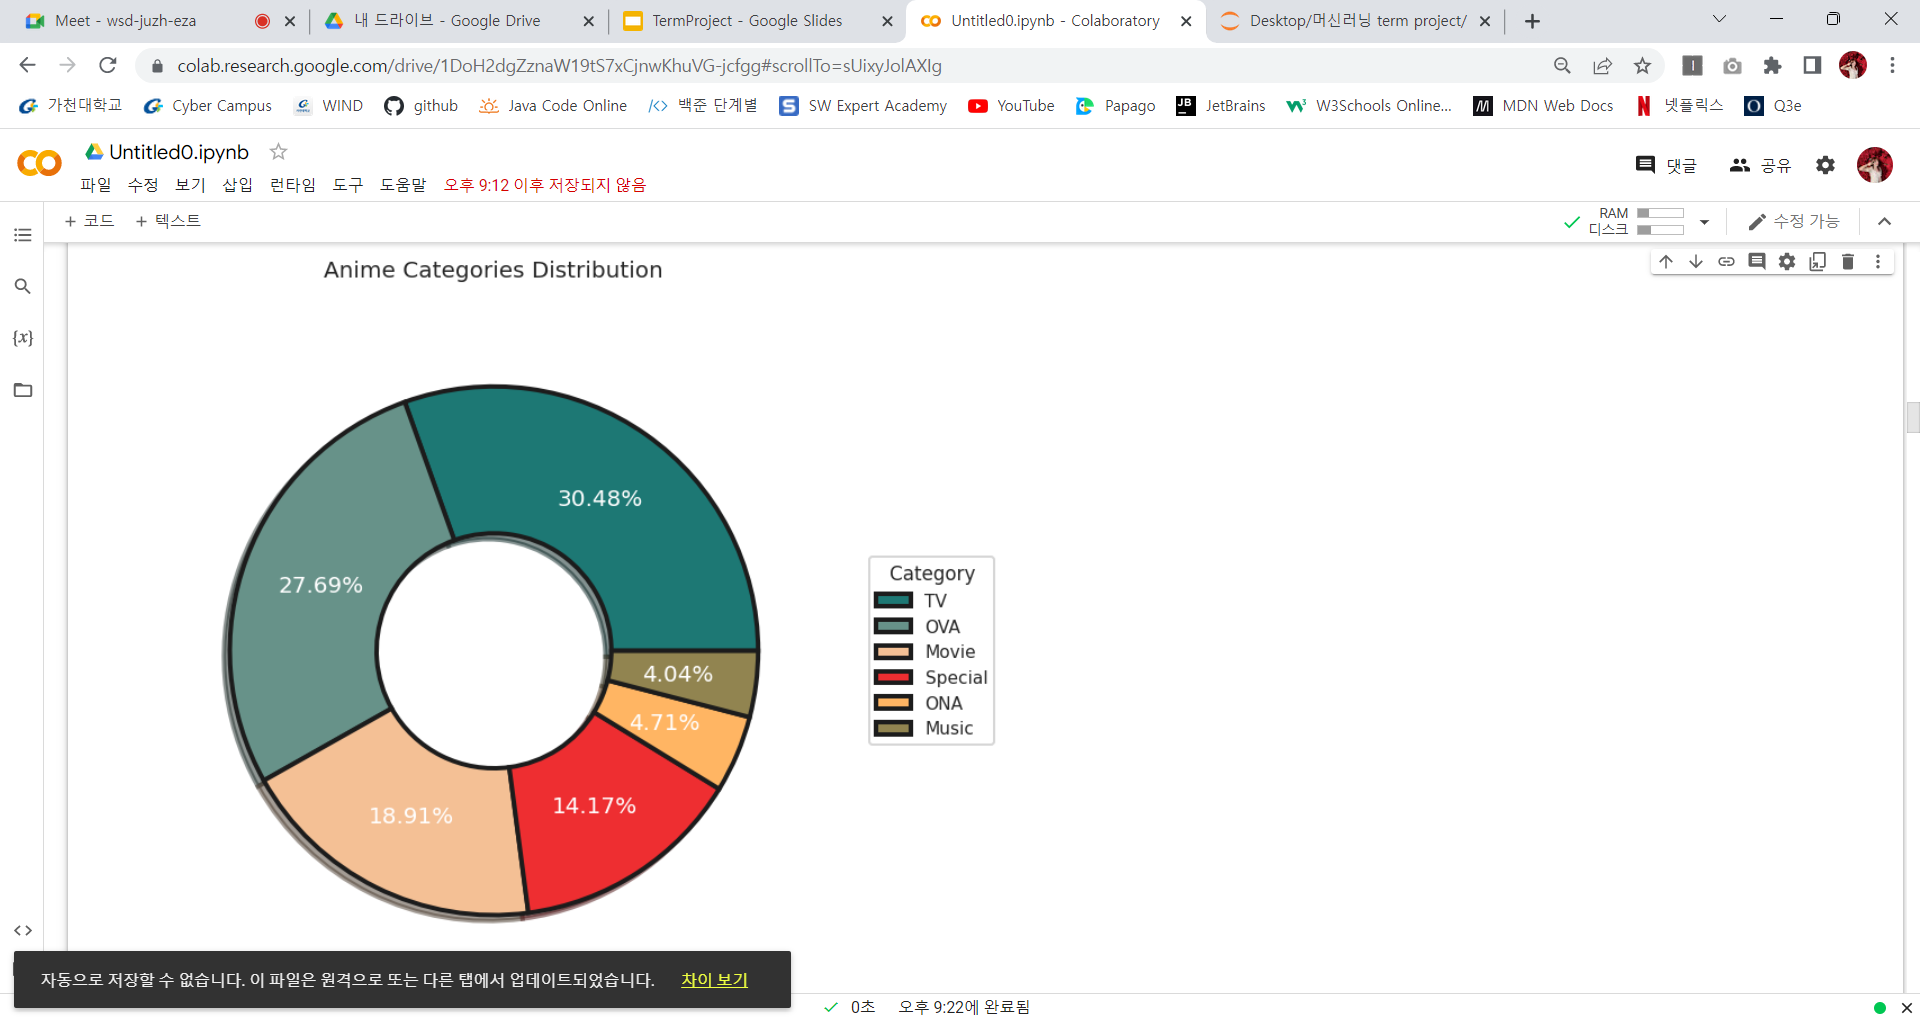 Meet - wsd-juzh-eza
내 드라이브 - Google Drive
TermProject - Google Slides
Untitled0.ipynb - Colaboratory
Desktop/머신러닝 term project/
colab.research.google.com/drive/1DoH2dgZznaW19tS7xCjnwKhuVG-jcfgg#scrollTo=sUixyJolAXIg
가천대학교 Cyber Campus WIND github Java Code Online 백준 단계별 SW Expert Academy YouTube Papago JetBrains W3Schools Online... MDN Web Docs 넷플릭스 Q3e
Untitled0.ipynb
댓글 공유
파일 수정 보기 삽입 런타임 도구 도움말 오후 9:12 이후 저장되지 않음
+ 코드 + 텍스트
RAM
디스크
수정 가능
Anime Categories Distribution
{x}
30.48%
27.69%
4.04%
4.71%
14.17%
18.91%
Category
TV
OVA
Movie
Special
ONA
Music
자동으로 저장할 수 없습니다. 이 파일은 원격으로 또는 다른 탭에서 업데이트되었습니다. 차이 보기
0초 오후 9:22에 완료됨